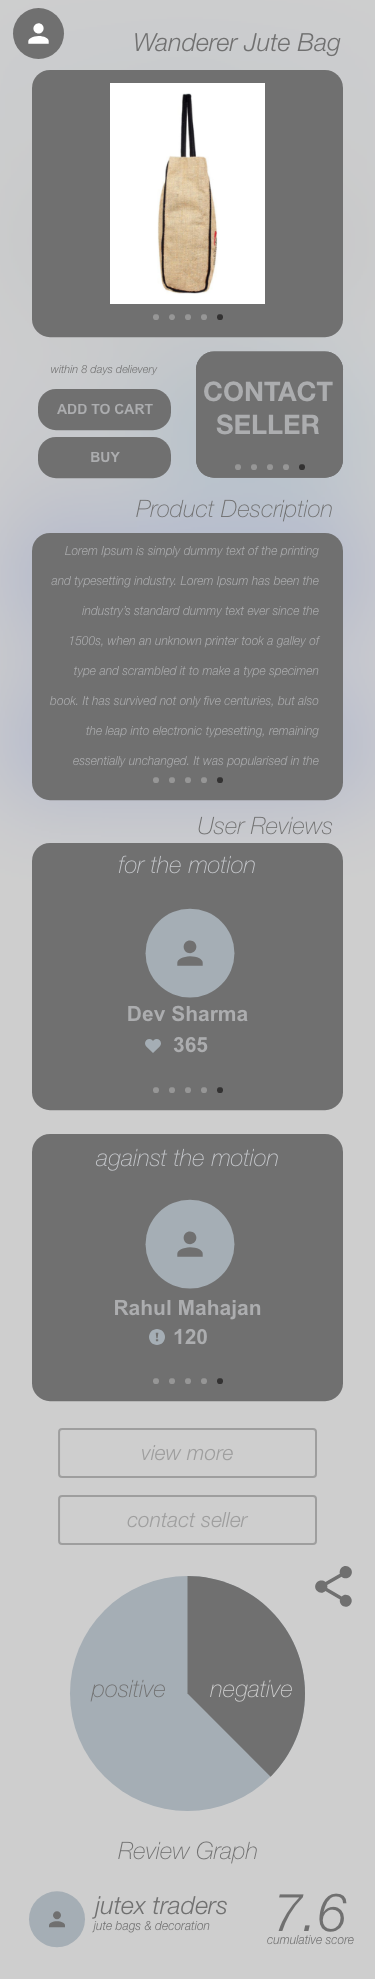 Wanderer Jute Bag
within 8 days delievery
ADD TO CART
BUY
CONTACT
SELLER
Product Description
Lorem Ipsum is simply dummy text of the printing
and typesetting industry. Lorem Ipsum has been the
industry's standard dummy text ever since the
1500s, when an unknown printer took a galley of
type and scrambled it to make a type specimen
book. It has survived not only five centuries, but also
the leap into electronic typesetting, remaining
essentially unchanged. It was popularised in the
User Reviews
for the motion
Dev Sharma
365
against the motion
Rahul Mahajan
120
view more
contact seller
positive
negative
Review Graph
jutex traders
jute bags & decoration
7.6
cumulative score